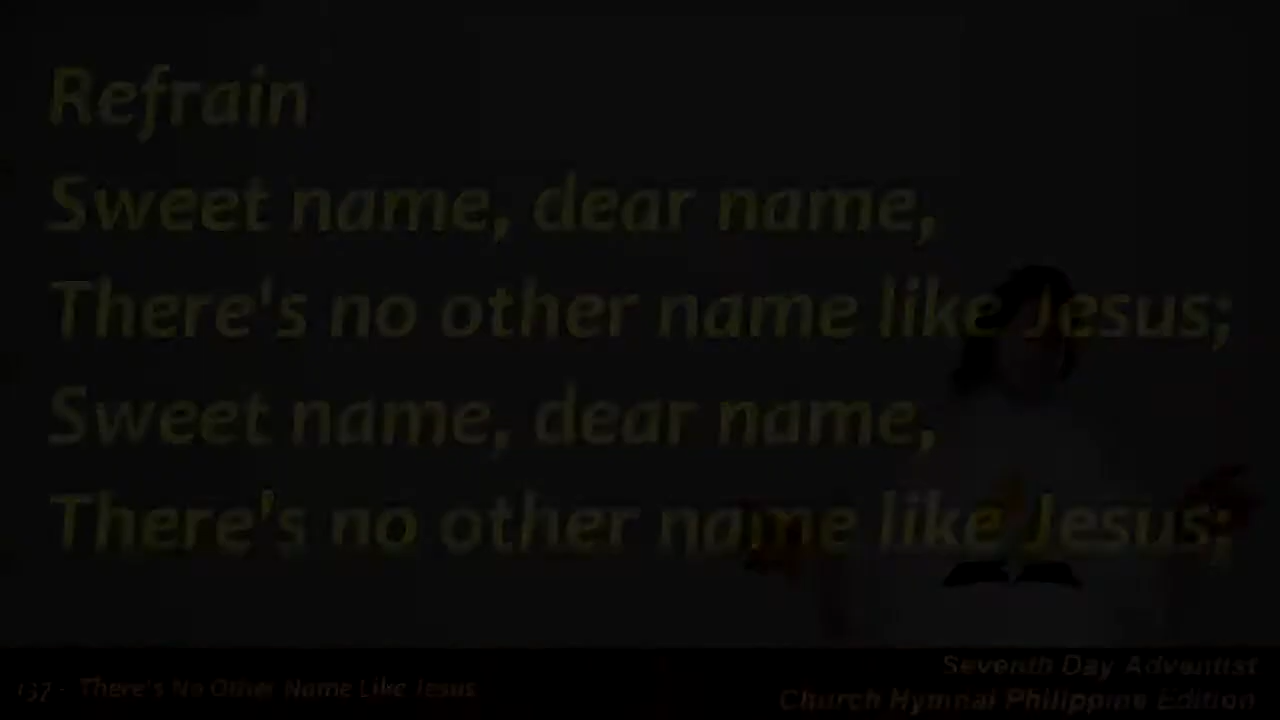 Refrain
Sweet name, dear name,
There's no other name like Jesus;
Sweet name, dear name,
There's no other name like Jesus;
137 - There's No Other Name Like Jesus
Seventh Day Adventist
Church Hymnal Philippine Edition